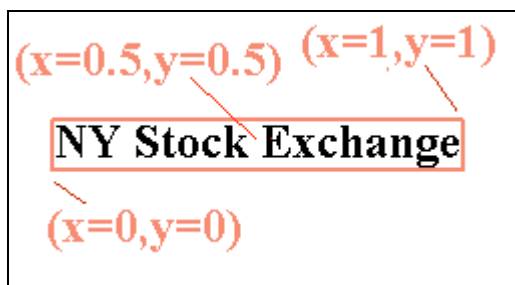 (x=0.5,y=0.5)
(x=1,y=1)
NY Stock Exchange
(x=0,y=0)